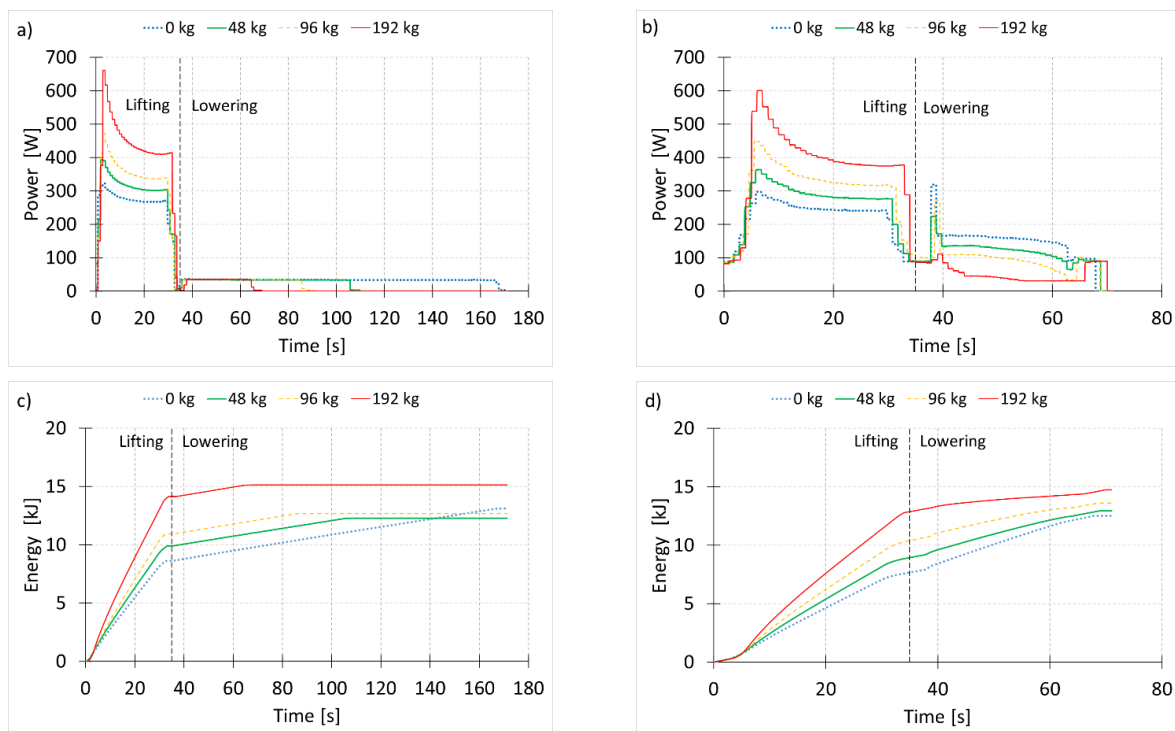 a)
0 kg 48 kg 96 kg 192 kg
700
600
500
400
300
200
100
0
Power [W]
Lifting Lowering
0 20 40 60 80 100 120 140 160 180
Time [s]
b)
0 kg 48 kg 96 kg 192 kg
700
600
500
400
300
200
100
0
Power [W]
Lifting Lowering
0 20 40 60 80
Time [s]
c)
0 kg 48 kg 96 kg 192 kg
Lifting Lowering
20
15
10
5
0
Energy [kJ]
0 20 40 60 80 100 120 140 160 180
Time [s]
d)
0 kg 48 kg 96 kg 192 kg
Lifting Lowering
20
15
10
5
0
Energy [kJ]
0 20 40 60 80
Time [s]